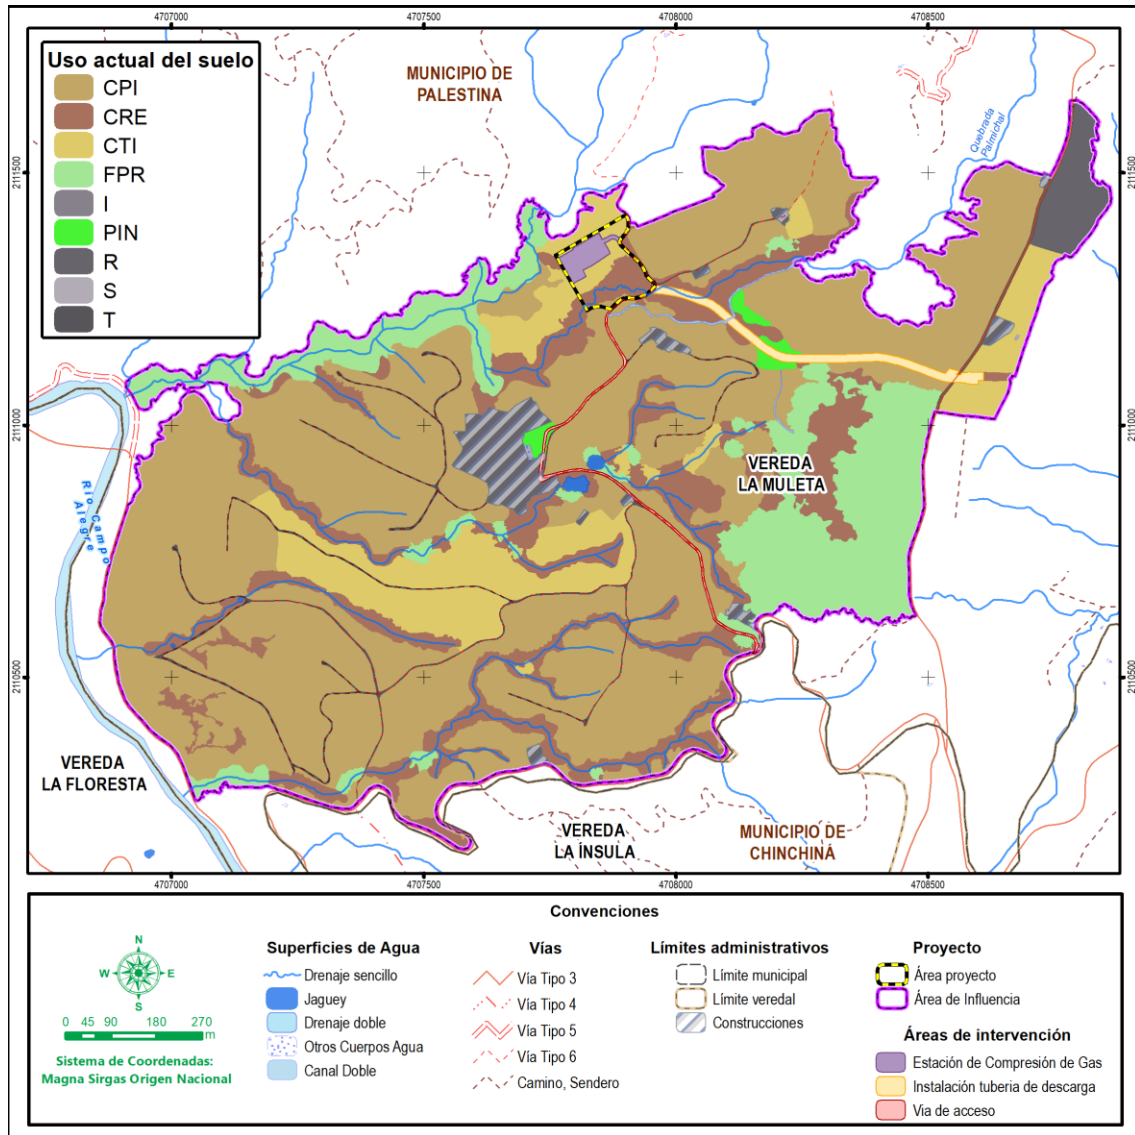 4707000
4707500
4708000
4708500
2111500
2111000
2110500
2111500
2111000
2110500
Uso actual del suelo
CPI
CRE
CTI
FPR
I
PIN
R
S
T
MUNICIPIO DE
PALESTINA
Quebrada
Palmichal
VEREDA
LA MULETA
Río Campo
Alegre
VEREDA
LA FLORESTA
VEREDA
LA ÍNSULA
MUNICIPIO DE
CHINCHINÁ
4707000
4707500
4708000
4708500
Convenciones
N
W
E
S
0 45 90 180 270
m
Sistema de Coordenadas:
Magna Sirgas Origen Nacional
Superficies de Agua
Drenaje sencillo
Jaguey
Drenaje doble
Otros Cuerpos Agua
Canal Doble
Vías
Vía Tipo 3
Vía Tipo 4
Vía Tipo 5
Vía Tipo 6
Camino, Sendero
Límites administrativos
Límite municipal
Límite veredal
Construcciones
Proyecto
Área proyecto
Área de Influencia
Áreas de intervención
Estación de Compresión de Gas
Instalación tuberia de descarga
Via de acceso